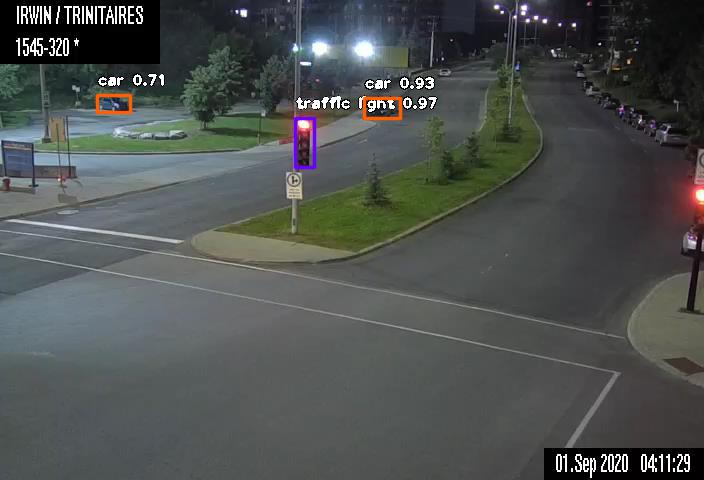 IRWIN / TRINITAIRES
1545-320 *
car 0.71
car 0.93
traffic light 0.97
01.Sep 2020 04:11:29